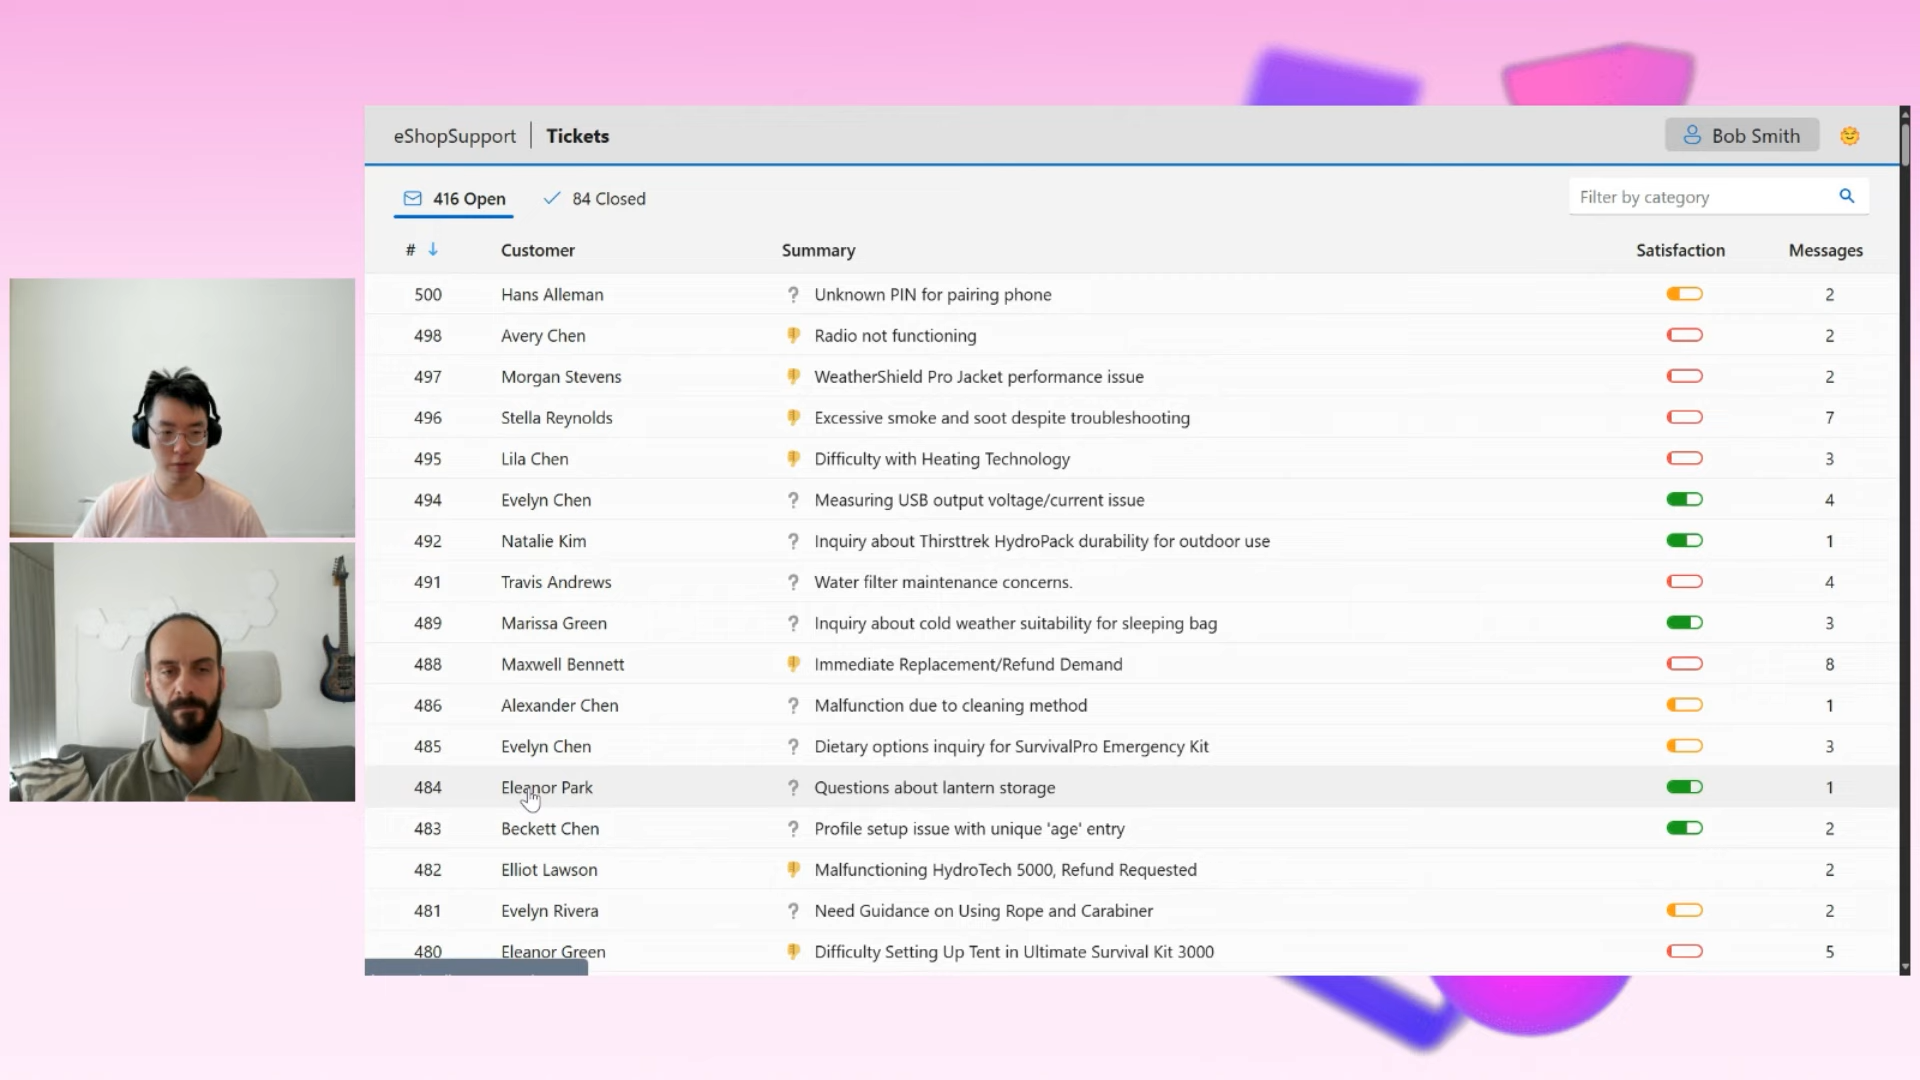 eShopSupport Tickets Bob Smith
416 Open 84 Closed Filter by category
# Customer Summary Satisfaction Messages
500 Hans Alleman ? Unknown PIN for pairing phone 2
498 Avery Chen Radio not functioning 2
497 Morgan Stevens WeatherShield Pro Jacket performance issue 2
496 Stella Reynolds Excessive smoke and soot despite troubleshooting 7
495 Lila Chen Difficulty with Heating Technology 3
494 Evelyn Chen ? Measuring USB output voltage/current issue 4
492 Natalie Kim ? Inquiry about Thirsttrek HydroPack durability for outdoor use 1
491 Travis Andrews ? Water filter maintenance concerns. 4
489 Marissa Green ? Inquiry about cold weather suitability for sleeping bag 3
488 Maxwell Bennett Immediate Replacement/Refund Demand 8
486 Alexander Chen ? Malfunction due to cleaning method 1
485 Evelyn Chen ? Dietary options inquiry for SurvivalPro Emergency Kit 3
484 Eleanor Park ? Questions about lantern storage 1
483 Beckett Chen ? Profile setup issue with unique 'age' entry 2
482 Elliot Lawson Malfunctioning HydroTech 5000, Refund Requested 2
481 Evelyn Rivera ? Need Guidance on Using Rope and Carabiner 2
480 Eleanor Green Difficulty Setting Up Tent in Ultimate Survival Kit 3000 5